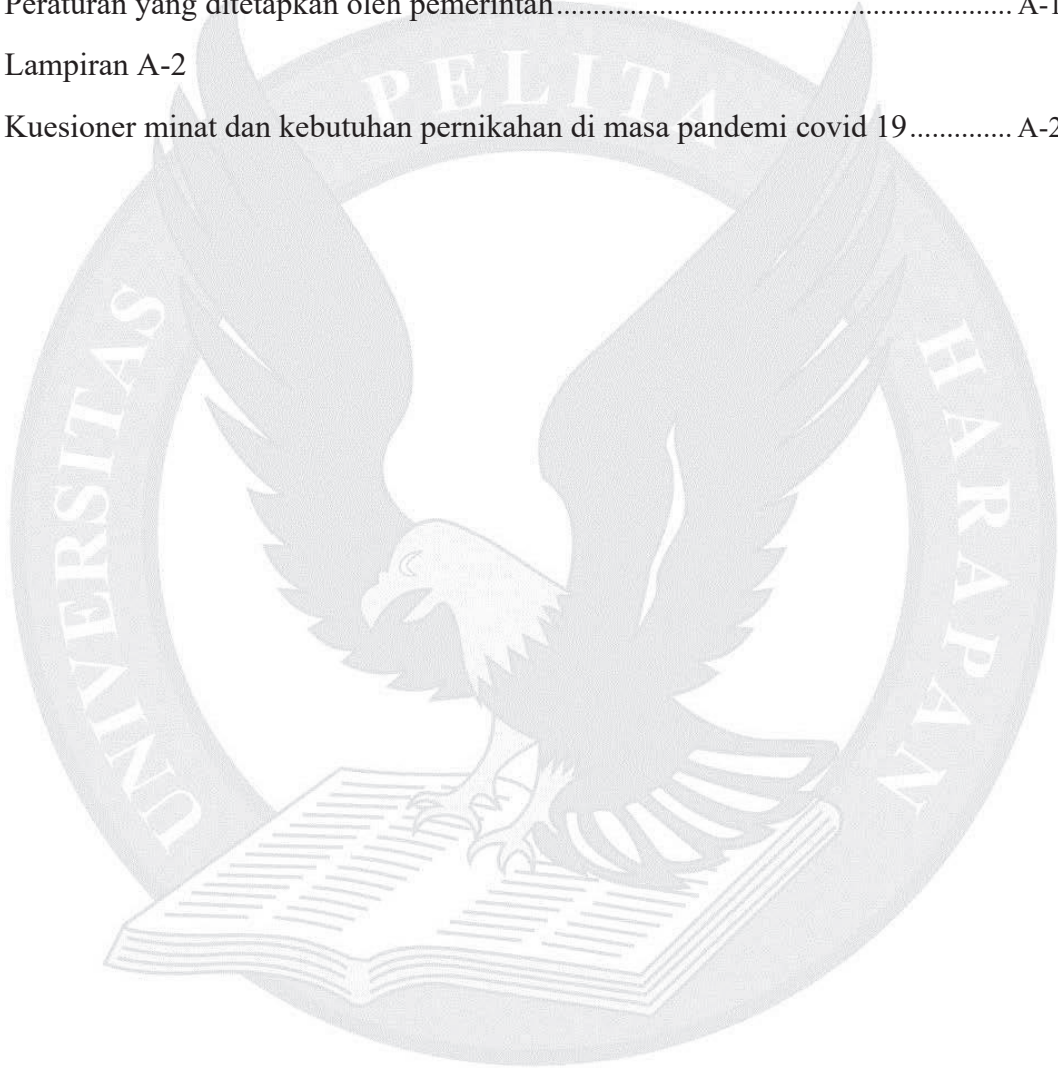 Peraturan yang ditetapkan oleh pemerintah.......................................................... A-1
Lampiran A-2
Kuesioner minat dan kebutuhan pernikahan di masa pandemi covid 19............. A-2
UNIVERSITAS PELITA HARAPAN